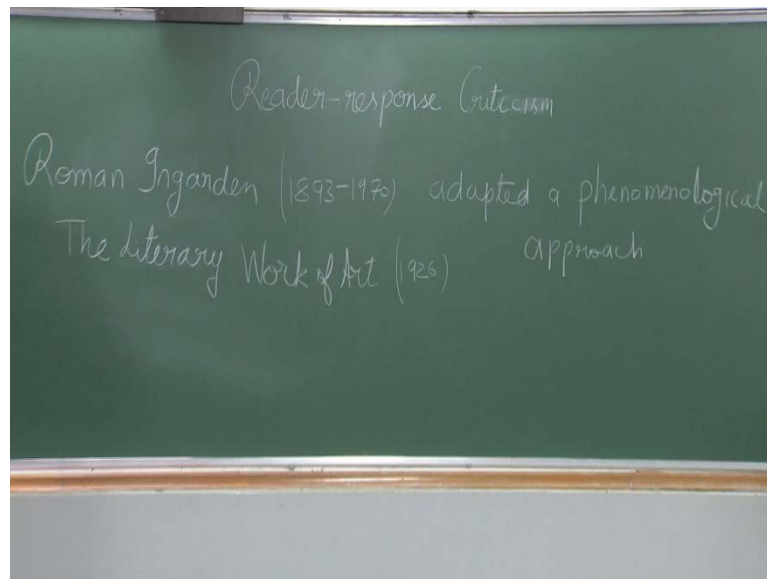 Reader-response Criticism
Roman Ingarden (1893-1970) adapted a phenomenological
approach
The Literary Work of Art (1926)